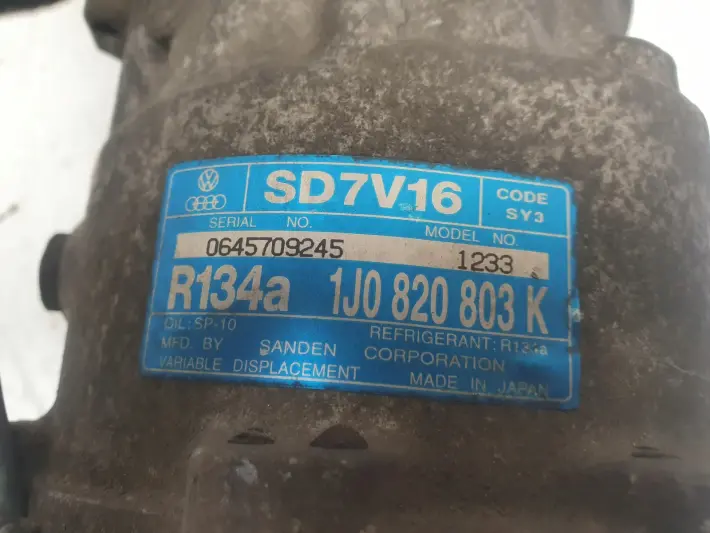 SD7V16
CODE
SY3
SERIAL NO.
MODEL NO.
0645709245
1233
R134a 1J0 820 803 K
OIL: SP-10
REFRIGERANT: R134a
MFD. BY SANDEN CORPORATION
VARIABLE DISPLACEMENT MADE IN JAPAN